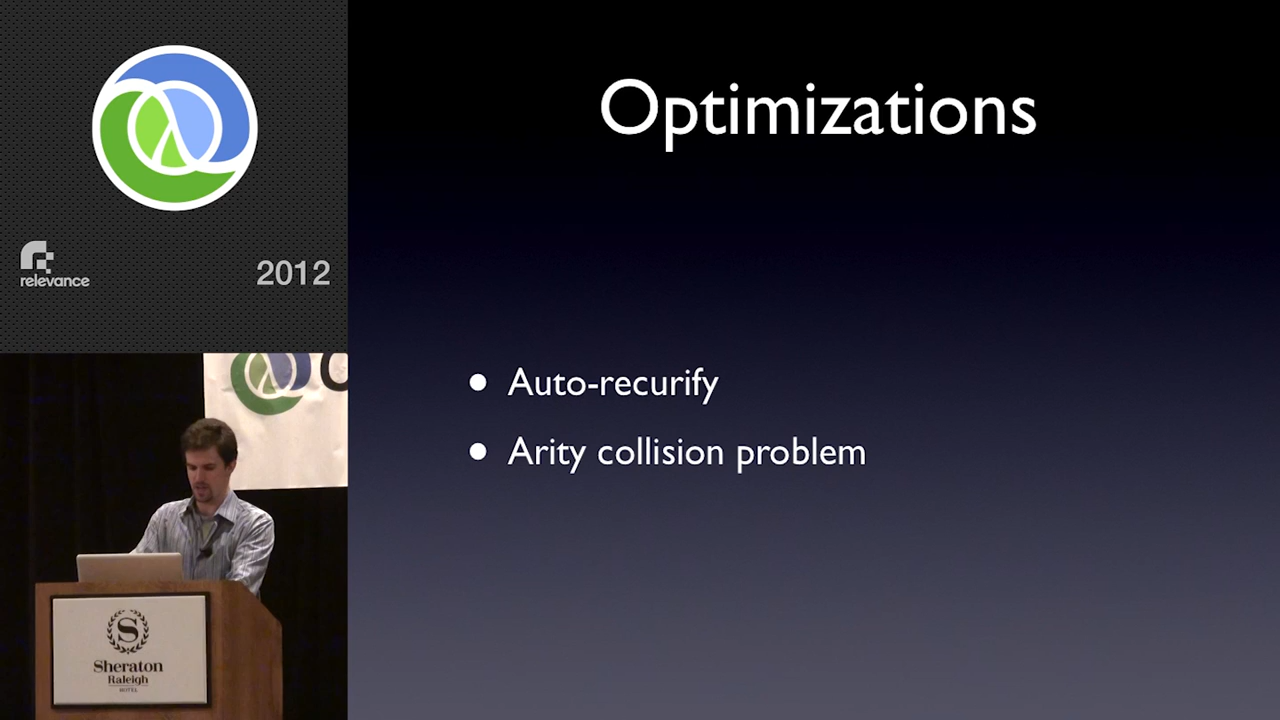 relevance
2012
Optimizations
• Auto-recurify
• Arity collision problem
S
Sheraton
Raleigh
HOTEL